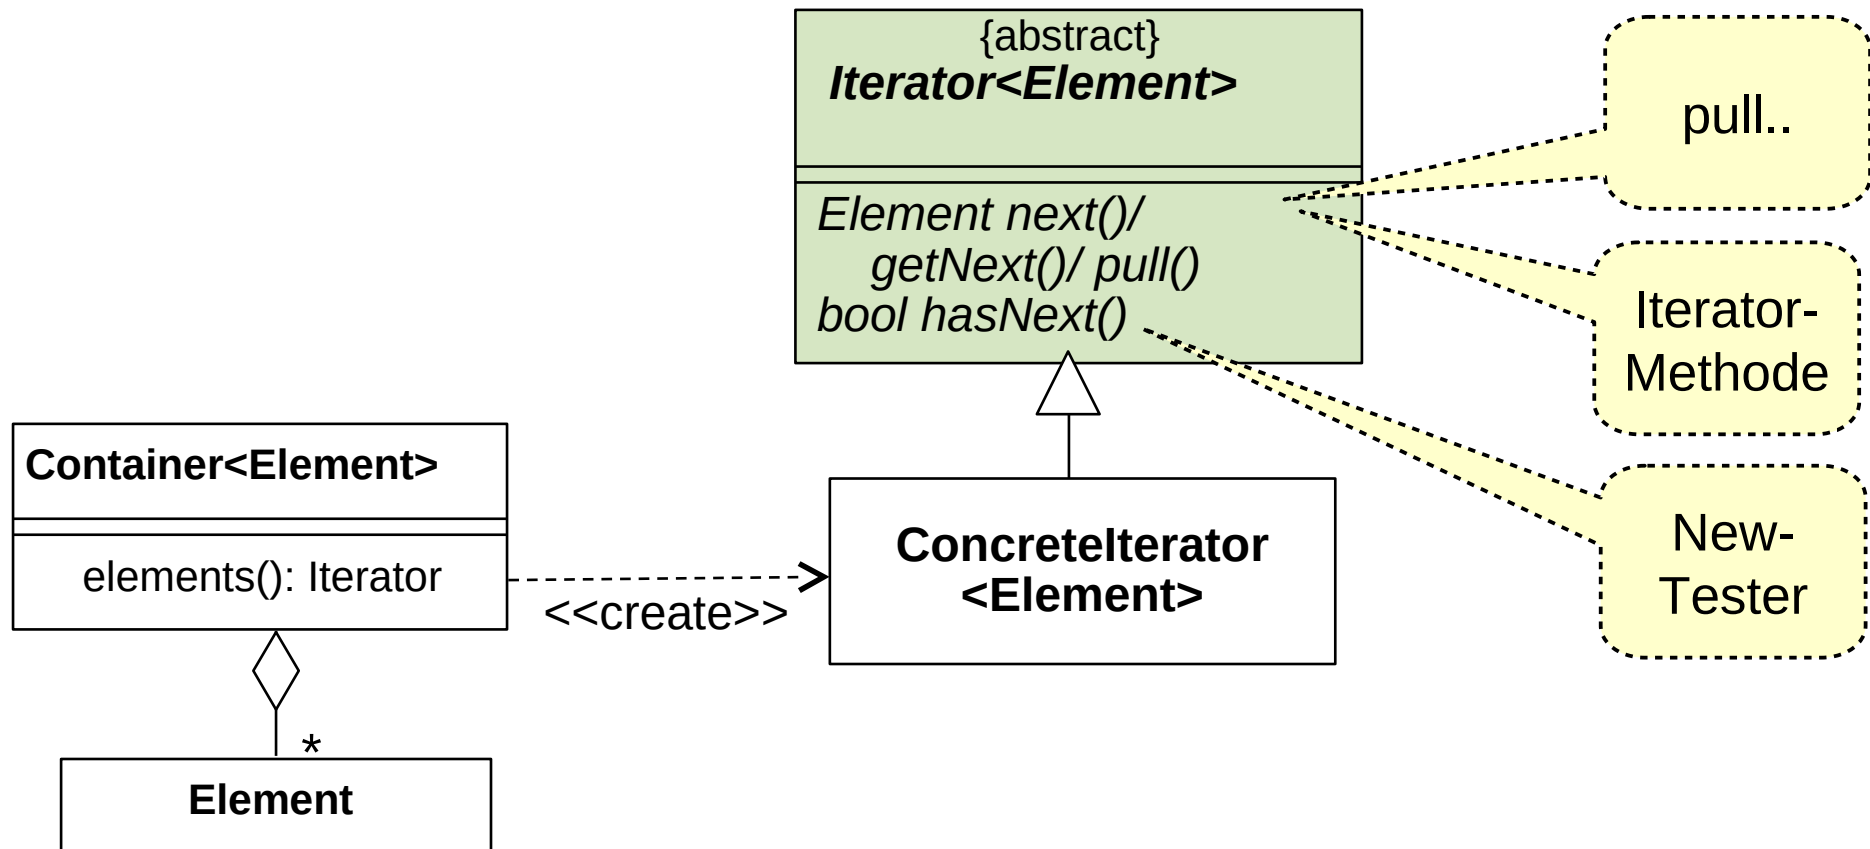 {abstract}
Iterator<Element>
Element next()/
getNext()/ pull()
bool hasNext()
pull..
Iterator-
Methode
New-
Tester
Container<Element>
elements(): Iterator
<<create>>
ConcreteIterator
<Element>
*
Element